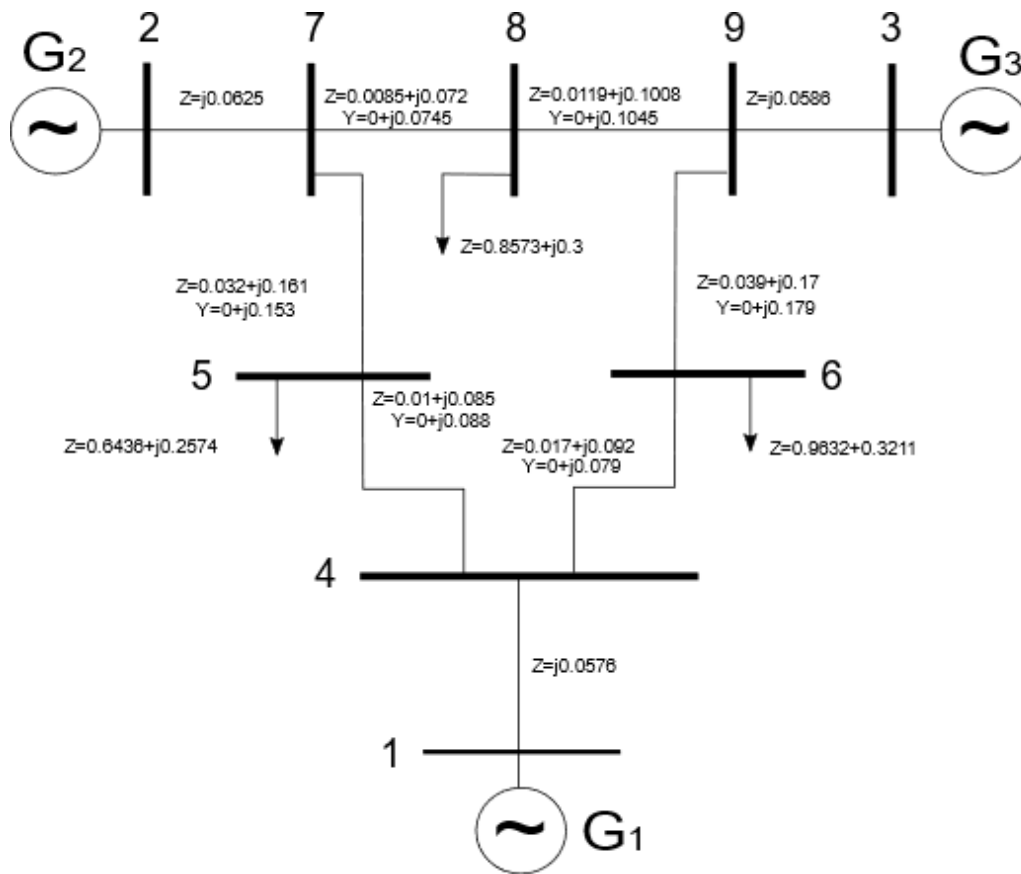 2
7
8
9
3
G2
G3
Z=j0.0625
Z=0.0085+j0.072
Y=0+j0.0745
Z=0.0119+j0.1008
Y=0+j0.1045
Z=j0.0586
~
~
Z=0.8573+j0.3
Z=0.032+j0.161
Y=0+j0.153
Z=0.039+j0.17
Y=0+j0.179
5
6
Z=0.01+j0.085
Y=0+j0.088
Z=0.6436+j0.2574
Z=0.017+j0.092
Y=0+j0.079
Z=0.9632+0.3211
4
Z=j0.0576
1
~
G1